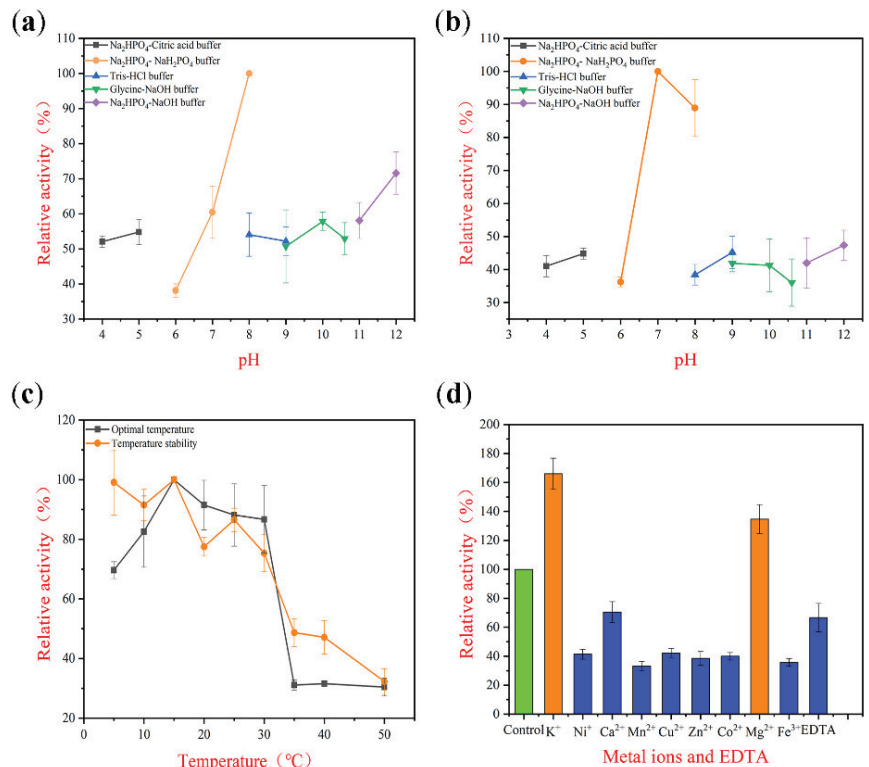 (a)
Na₂HPO₄-Citric acid buffer
Na₂HPO₄- NaH₂PO₄ buffer
Tris-HCl buffer
Glycine-NaOH buffer
Na₂HPO₄-NaOH buffer
110
100
90
80
70
60
50
40
30
Relative activity（%）
4 5 6 7 8 9 10 11 12
pH
(b)
Na₂HPO₄-Citric acid buffer
Na₂HPO₄- NaH₂PO₄ buffer
Tris-HCl buffer
Glycine-NaOH buffer
Na₂HPO₄-NaOH buffer
110
100
90
80
70
60
50
40
30
Relative activity（%）
3 4 5 6 7 8 9 10 11 12
pH
(c)
Optimal temperature
Temperature stability
120
100
80
60
40
20
Relative activity（%）
0 10 20 30 40 50
Temperature（℃）
(d)
200
180
160
140
120
100
80
60
40
20
0
Relative activity（%）
Control K⁺ Ni⁺ Ca²⁺ Mn²⁺ Cu²⁺ Zn²⁺ Co²⁺ Mg²⁺ Fe³⁺ EDTA
Metal ions and EDTA